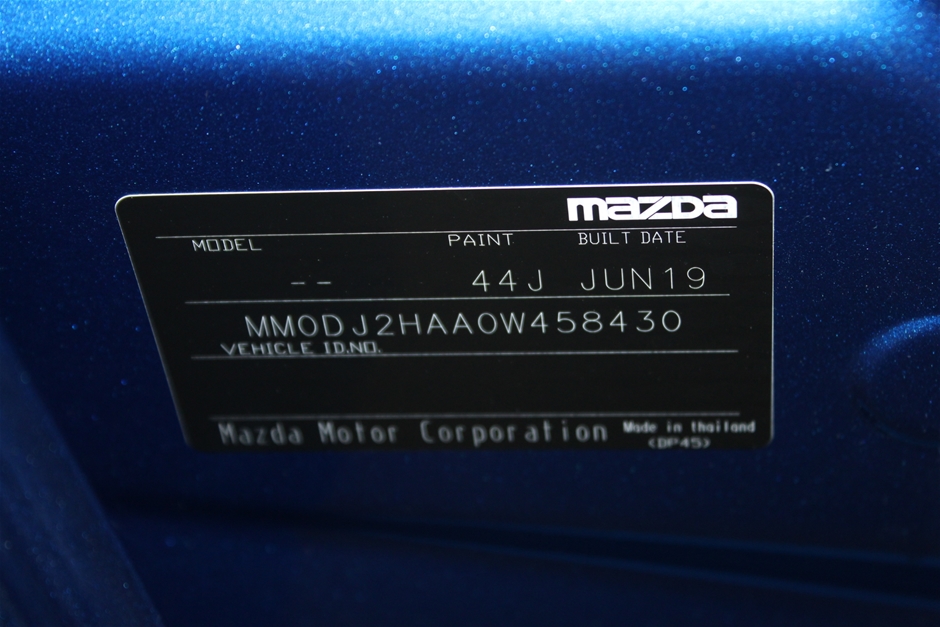 mazda
MODEL PAINT BUILT DATE
-- 44J JUN19
MM0DJ2HAA0W458430
VEHICLE ID.NO.
Mazda Motor Corporation Made in thailand
(DP45)